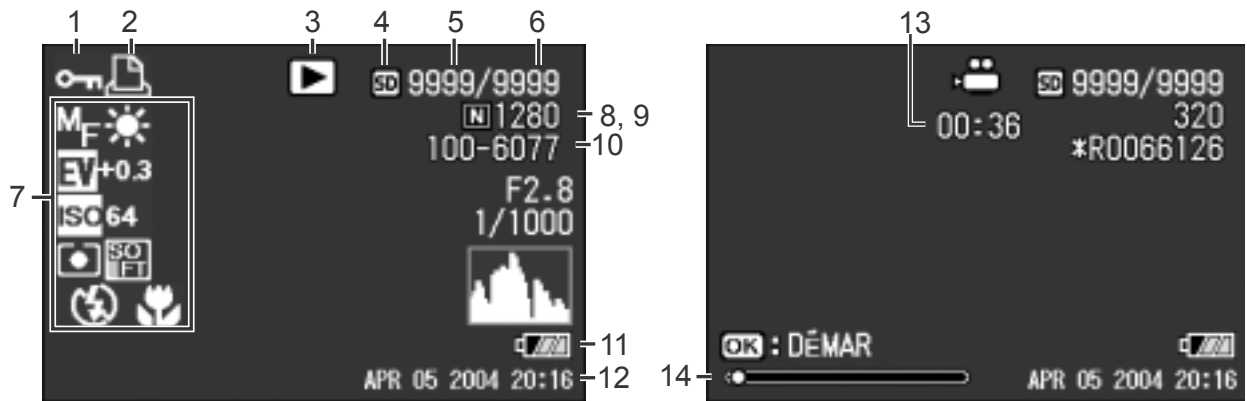 1 2 3 4 5 6
SD 9999/9999
N 1280
8, 9
100-6077
10
7
MF
EV +0.3
ISO 64
SOFT
F2.8
1/1000
11
APR 05 2004 20:16
12
13
SD 9999/9999
320
00:36
*R0066126
OK : DÉMAR
14
APR 05 2004 20:16